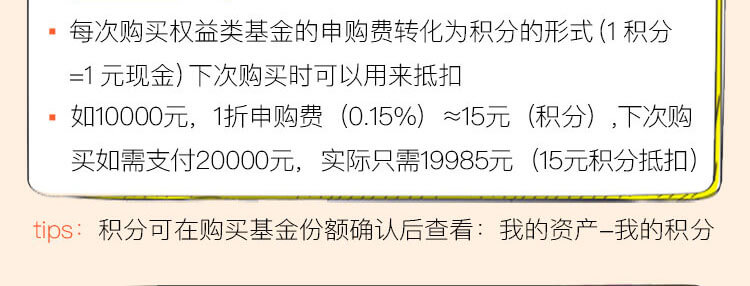 ▪ 每次购买权益类基金的申购费转化为积分的形式(1 积分
=1 元现金)下次购买时可以用来抵扣
▪ 如10000元，1折申购费（0.15%）≈15元（积分）,下次购
买如需支付20000元，实际只需19985元（15元积分抵扣）
tips：积分可在购买基金份额确认后查看：我的资产–我的积分